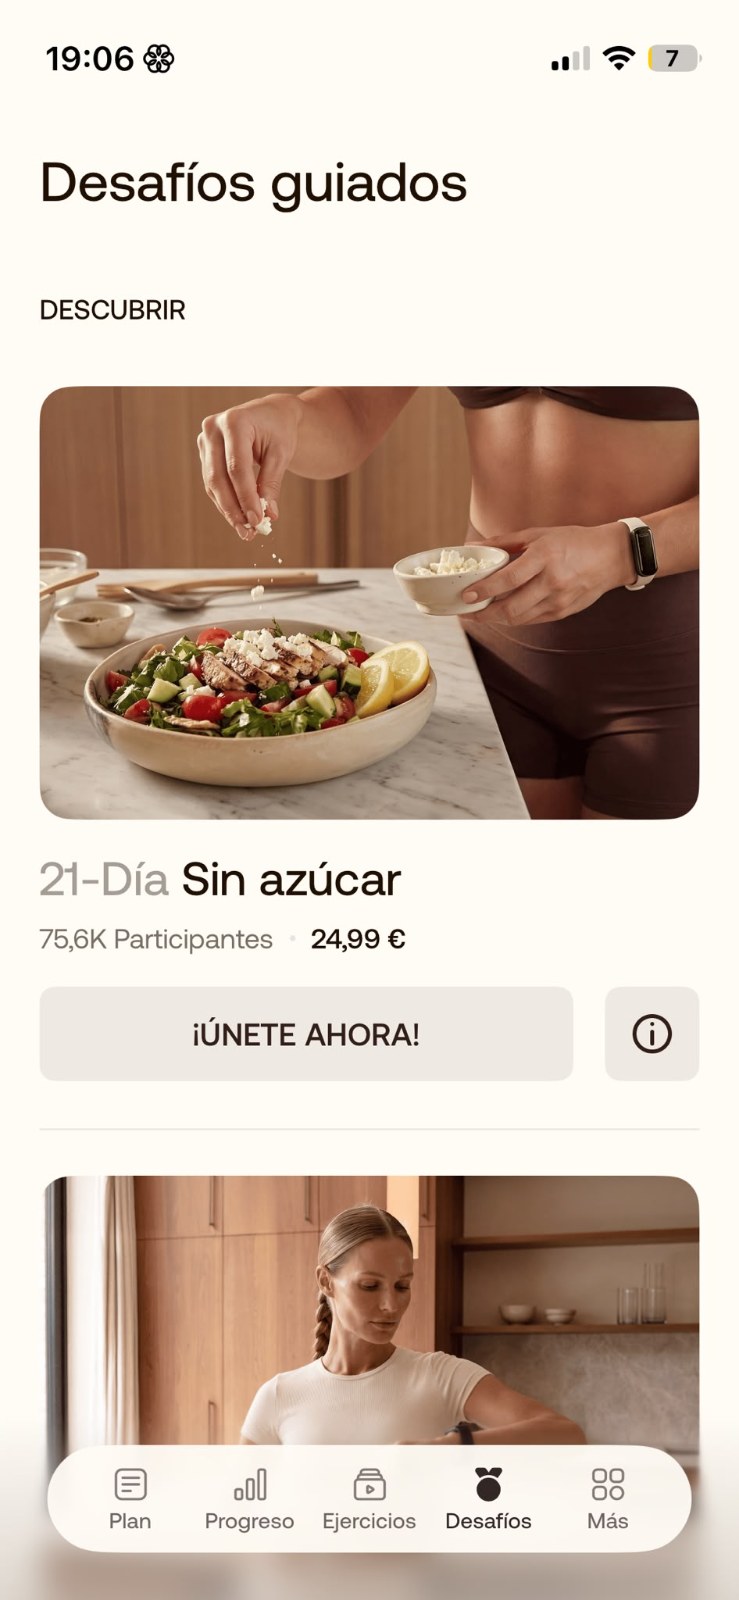 19:06
7
Desafíos guiados
DESCUBRIR
21-Día Sin azúcar
75,6K Participantes • 24,99 €
¡ÚNETE AHORA!
Plan
Progreso
Ejercicios
Desafíos
Más